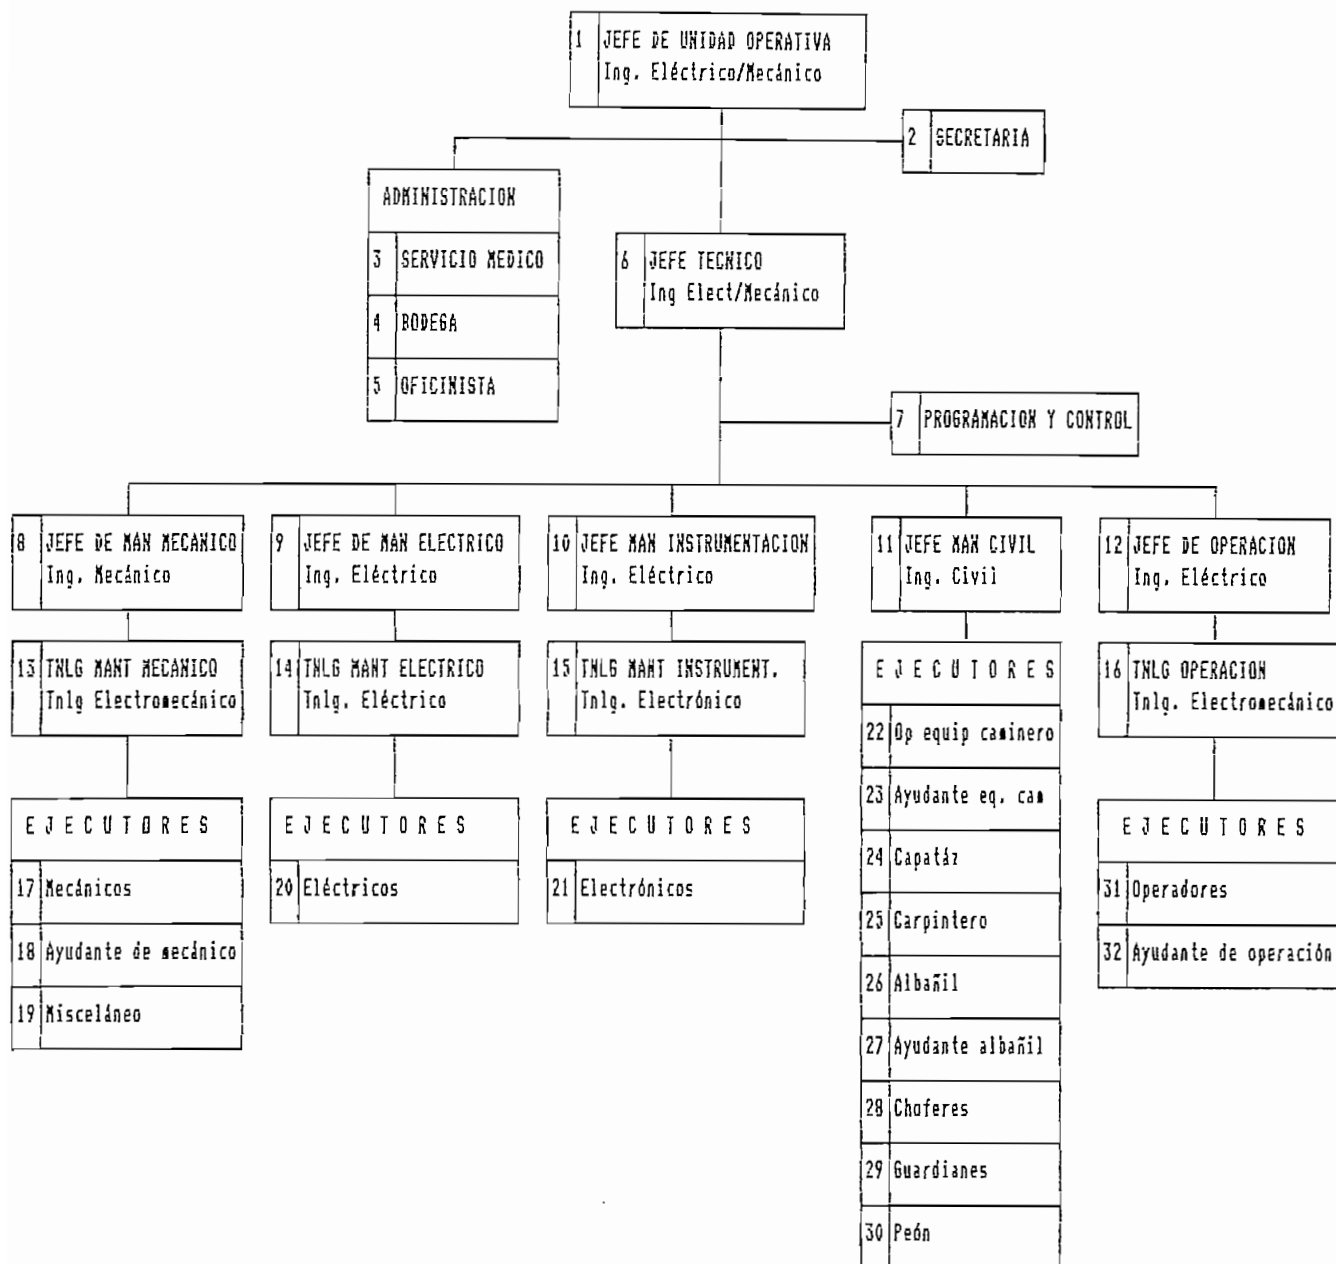 1 JEFE DE UNIDAD OPERATIVA
Ing. Eléctrico/Mecánico
2 SECRETARIA
ADMINISTRACION
3 SERVICIO MEDICO
4 BODEGA
5 OFICINISTA
6 JEFE TECNICO
Ing Elect/Mecánico
7 PROGRAMACION Y CONTROL
8 JEFE DE MAN MECANICO
Ing. Mecánico
9 JEFE DE MAN ELECTRICO
Ing. Eléctrico
10 JEFE MAN INSTRUMENTACION
Ing. Eléctrico
11 JEFE MAN CIVIL
Ing. Civil
12 JEFE DE OPERACION
Ing. Eléctrico
13 TNLG MANT MECANICO
Tnlg Electromecánico
14 TNLG MANT ELECTRICO
Tnlg. Eléctrico
15 TNLG MANT INSTRUMENT.
Tnlg. Electrónico
16 TNLG OPERACION
Tnlg. Electromecánico
E J E C U T O R E S
17 Mecánicos
18 Ayudante de mecánico
19 Misceláneo
E J E C U T O R E S
20 Eléctricos
E J E C U T O R E S
21 Electrónicos
E J E C U T O R E S
22 Op equip caminero
23 Ayudante eq. cam
24 Capatáz
25 Carpintero
26 Albañil
27 Ayudante albañil
28 Choferes
29 Guardianes
30 Peón
E J E C U T O R E S
31 Operadores
32 Ayudante de operación